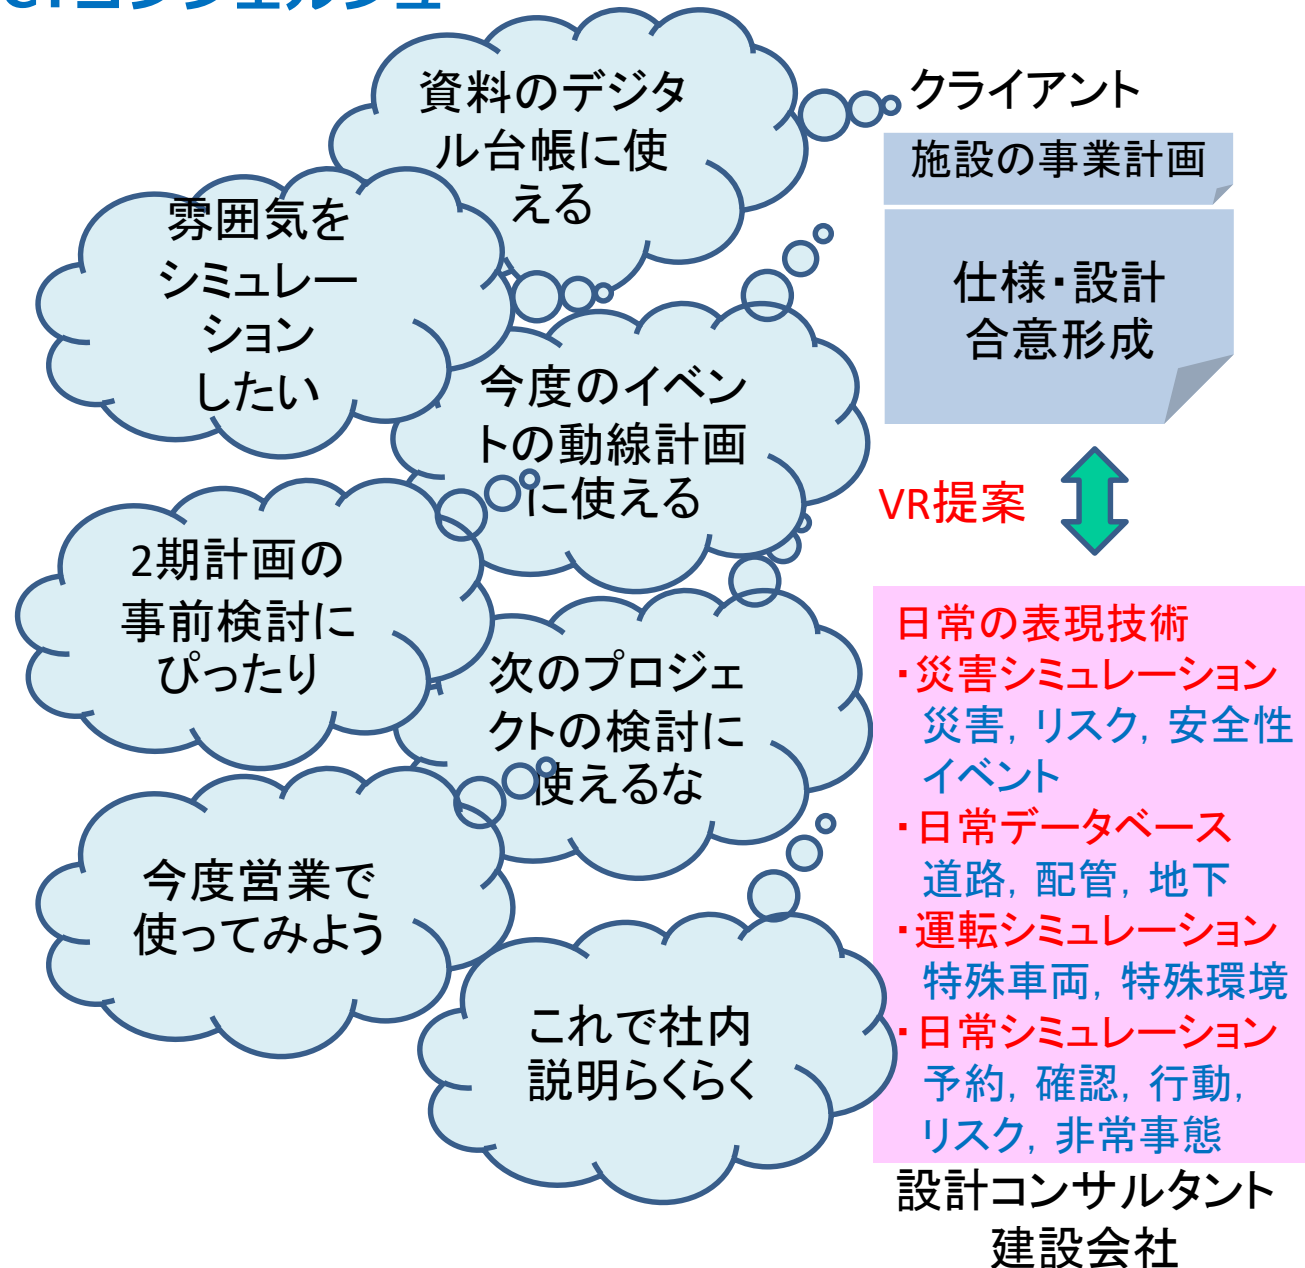 資料のデジタ
ル台帳に使
える
雰囲気を
シミュレー
ション
したい
今度のイベン
トの動線計画
に使える
2期計画の
事前検討に
ぴったり
次のプロジェ
クトの検討に
使えるな
今度営業で
使ってみよう
これで社内
説明らくらく
クライアント
施設の事業計画
仕様・設計
合意形成
VR提案
日常の表現技術
・災害シミュレーション
災害, リスク, 安全性
イベント
・日常データベース
道路, 配管, 地下
・運転シミュレーション
特殊車両, 特殊環境
・日常シミュレーション
予約, 確認, 行動,
リスク, 非常事態
設計コンサルタント
建設会社